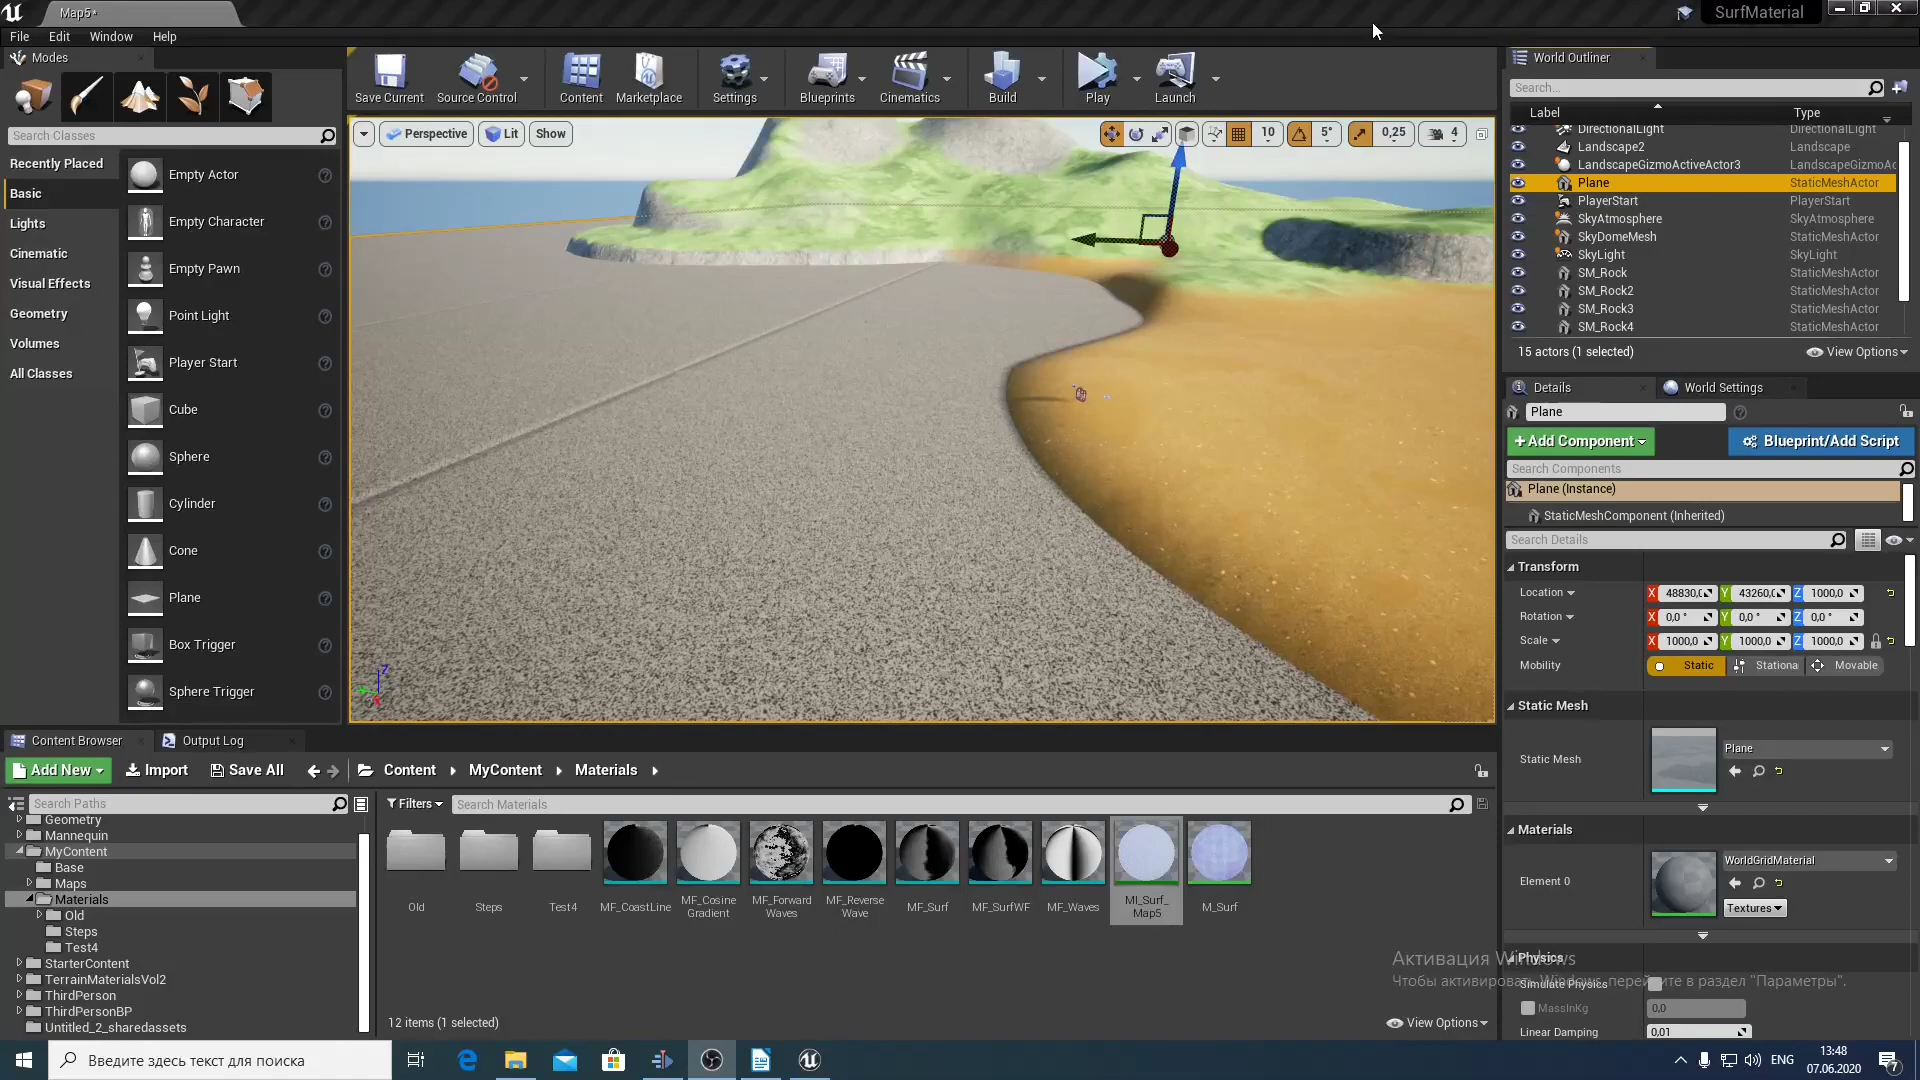 Map5*
SurfMaterial
File Edit Window Help
Modes
Search Classes
Recently Placed
Basic
Lights
Cinematic
Visual Effects
Geometry
Volumes
All Classes
Empty Actor
Empty Character
Empty Pawn
Point Light
Player Start
Cube
Sphere
Cylinder
Cone
Plane
Box Trigger
Sphere Trigger
Save Current
Source Control
Content
Marketplace
Settings
Blueprints
Cinematics
Build
Play
Launch
Perspective
Lit
Show
10
5°
0,25
4
Z
World Outliner
Search...
Label Type
DirectionalLight DirectionalLight
Landscape2 Landscape
LandscapeGizmoActiveActor3 LandscapeGizmoAc
Plane StaticMeshActor
PlayerStart PlayerStart
SkyAtmosphere SkyAtmosphere
SkyDomeMesh StaticMeshActor
SkyLight SkyLight
SM_Rock StaticMeshActor
SM_Rock2 StaticMeshActor
SM_Rock3 StaticMeshActor
SM_Rock4 StaticMeshActor
15 actors (1 selected) View Options
Details World Settings
Plane
+Add Component Blueprint/Add Script
Search Components
Plane (Instance)
StaticMeshComponent (Inherited)
Search Details
Transform
Location X 48830,0 Y 43260,0 Z 1000,0
Rotation X 0,0 ° Y 0,0 ° Z 0,0 °
Scale X 1000,0 Y 1000,0 Z 1000,0
Mobility Static Stationa Movable
Static Mesh
Static Mesh Plane
Materials
Element 0 WorldGridMaterial
Textures
Physics
Simulate Physics
MassInKg 0,0
Linear Damping 0,01
Активация Windows
Чтобы активировать Windows, перейдите в раздел "Параметры".
Content Browser Output Log
Add New Import Save All Content MyContent Materials
Search Paths
Geometry
Mannequin
MyContent
Base
Maps
Materials
Old
Steps
Test4
StarterContent
TerrainMaterialsVol2
ThirdPerson
ThirdPersonBP
Untitled_2_sharedassets
Filters Search Materials
Old
Steps
Test4
MF_CoastLine
MF_Cosine
Gradient
MF_Forward
Waves
MF_Reverse
Wave
MF_Surf
MF_SurfWF
MF_Waves
MI_Surf_
Map5
M_Surf
12 items (1 selected) View Options
Введите здесь текст для поиска
ENG
13:48
07.06.2020
7